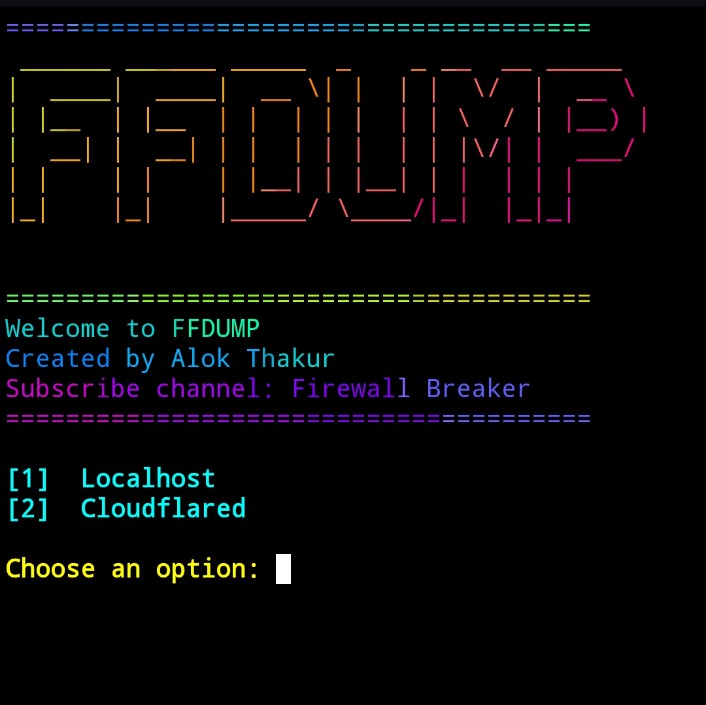 =======================================
FFDUMP
=======================================
Welcome to FFDUMP
Created by Alok Thakur
Subscribe channel: Firewall Breaker
=======================================
[1]  Localhost
[2]  Cloudflared
Choose an option: